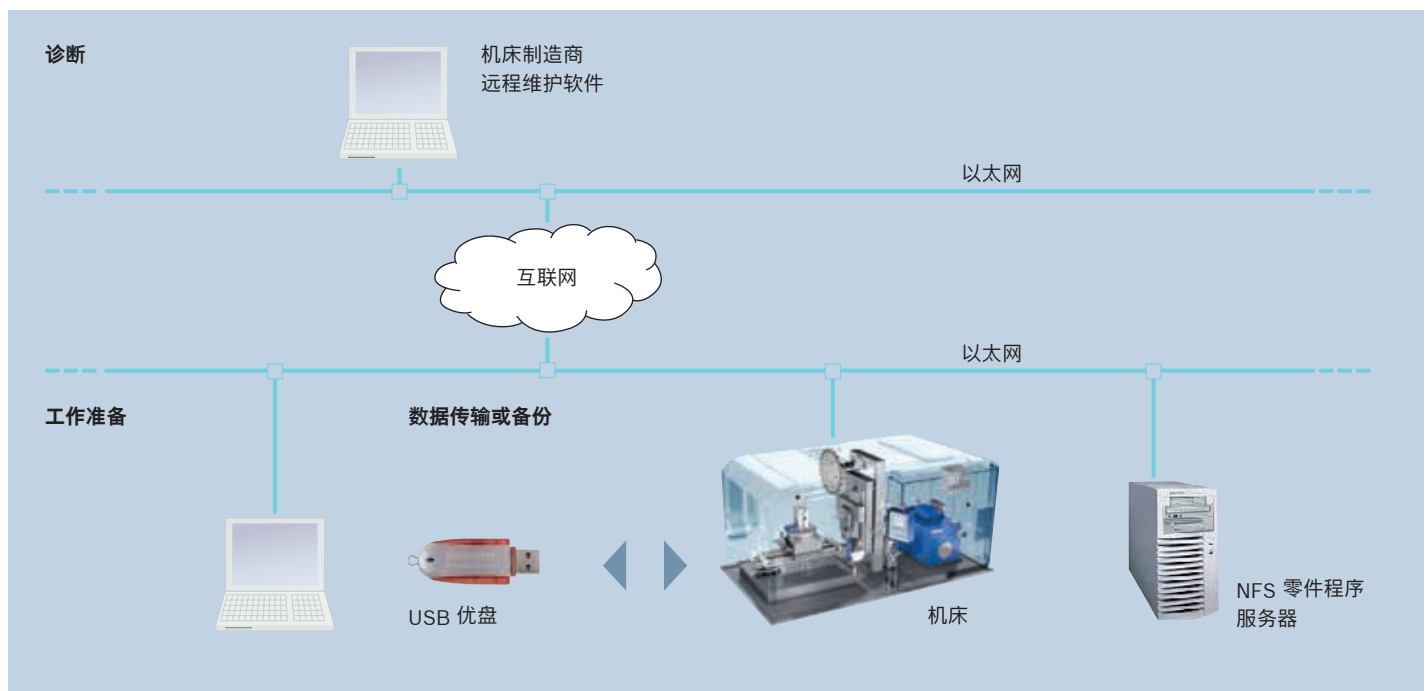 诊断
机床制造商
远程维护软件
以太网
互联网
以太网
工作准备
数据传输或备份
USB 优盘
机床
NFS 零件程序
服务器